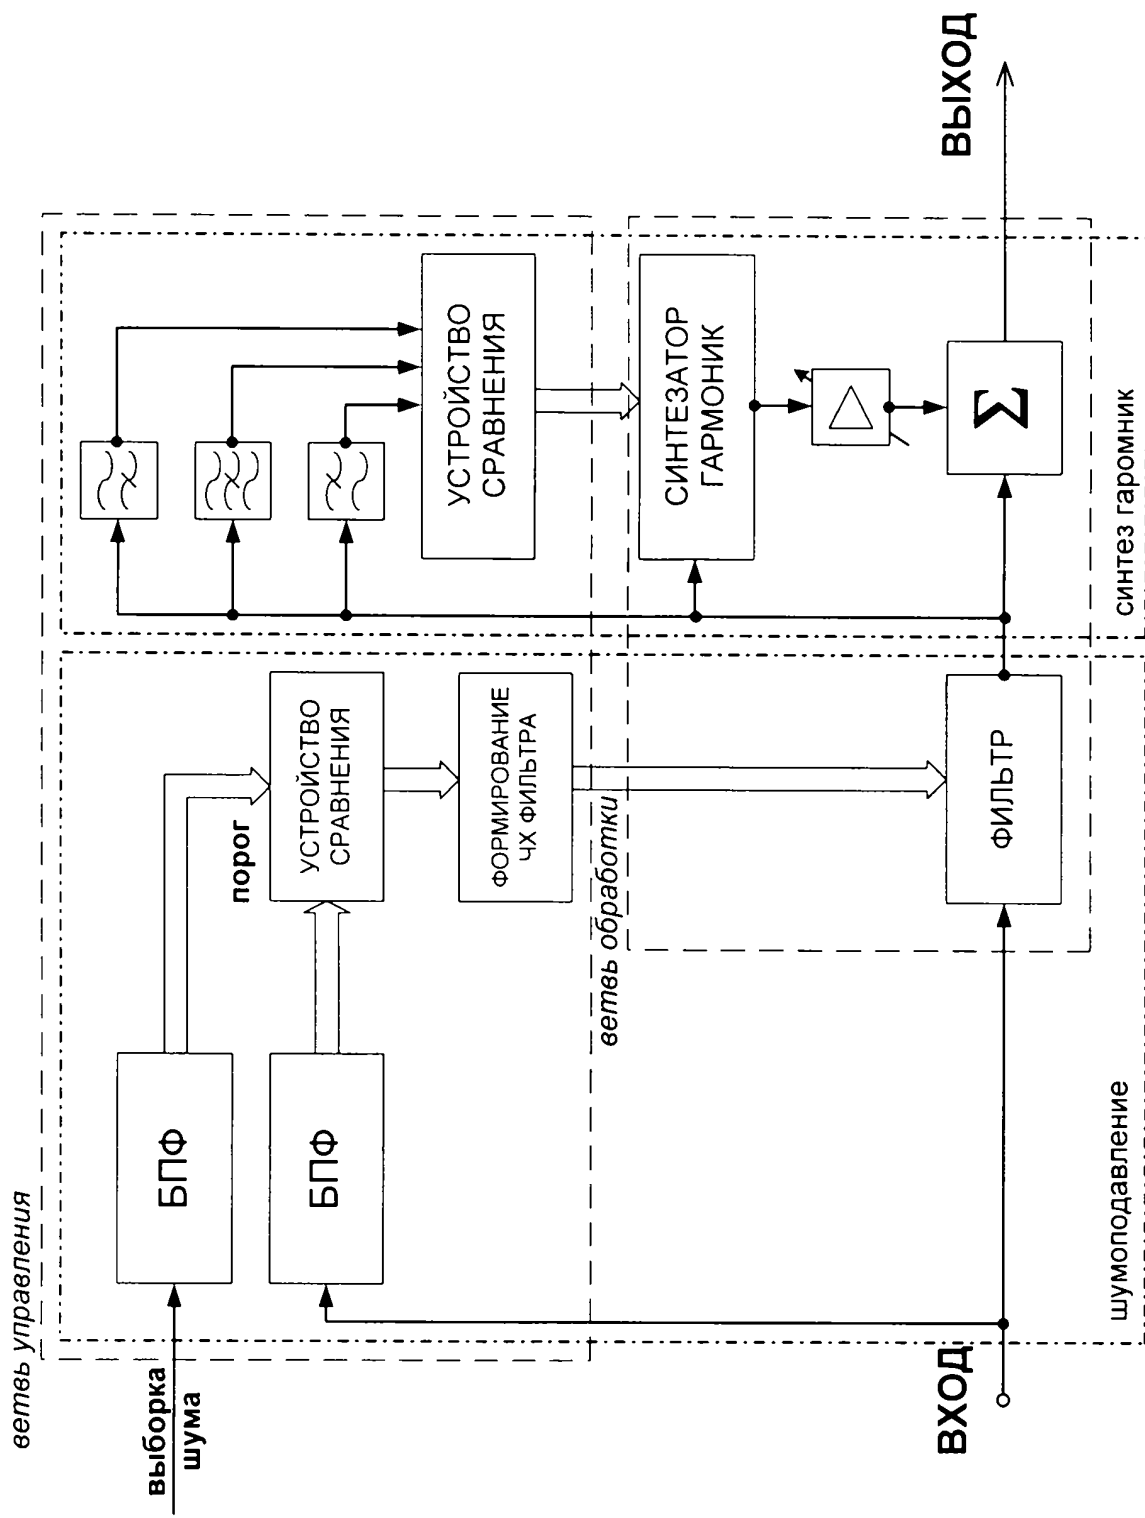 ветвь управления
выборка
шума
БПФ
БПФ
порог
УСТРОЙСТВО
СРАВНЕНИЯ
ФОРМИРОВАНИЕ
ЧХ ФИЛЬТРА
УСТРОЙСТВО
СРАВНЕНИЯ
ветвь обработки
СИНТЕЗАТОР
ГАРМОНИК
ВХОД
ФИЛЬТР
Σ
ВЫХОД
шумоподавление
синтез гаромник